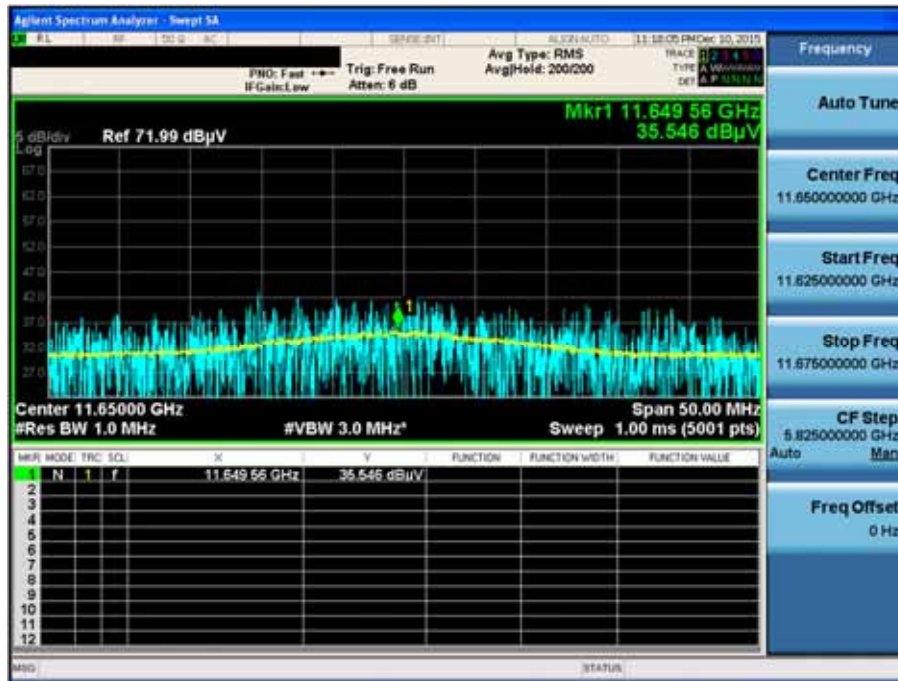 Agilent Spectrum Analyzer - Swept SA
RL RF 50 Ω AC SENSE:INT ALIGN AUTO 11:18:05 PM Dec 10, 2015
PNO: Fast Trig: Free Run Avg Type: RMS TRACE 1 2 3 4 5 6
IFGain:Low Atten: 6 dB Avg|Hold: 200/200 TYPE A
DET A P N N N N
Frequency
Mkr1 11.649 56 GHz
35.546 dBµV
5 dB/div Ref 71.99 dBµV
Log
67.0
62.0
57.0
52.0
47.0
42.0
37.0
32.0
27.0
1
Center 11.65000 GHz Span 50.00 MHz
#Res BW 1.0 MHz #VBW 3.0 MHz* Sweep 1.00 ms (5001 pts)
MKR MODE TRC SCL X Y FUNCTION FUNCTION WIDTH FUNCTION VALUE
1 N 1 f 11.649 56 GHz 35.546 dBµV
2
3
4
5
6
7
8
9
10
11
12
MSG STATUS
Auto Tune
Center Freq
11.650000000 GHz
Start Freq
11.625000000 GHz
Stop Freq
11.675000000 GHz
CF Step
5.825000000 GHz
Auto Man
Freq Offset
0 Hz